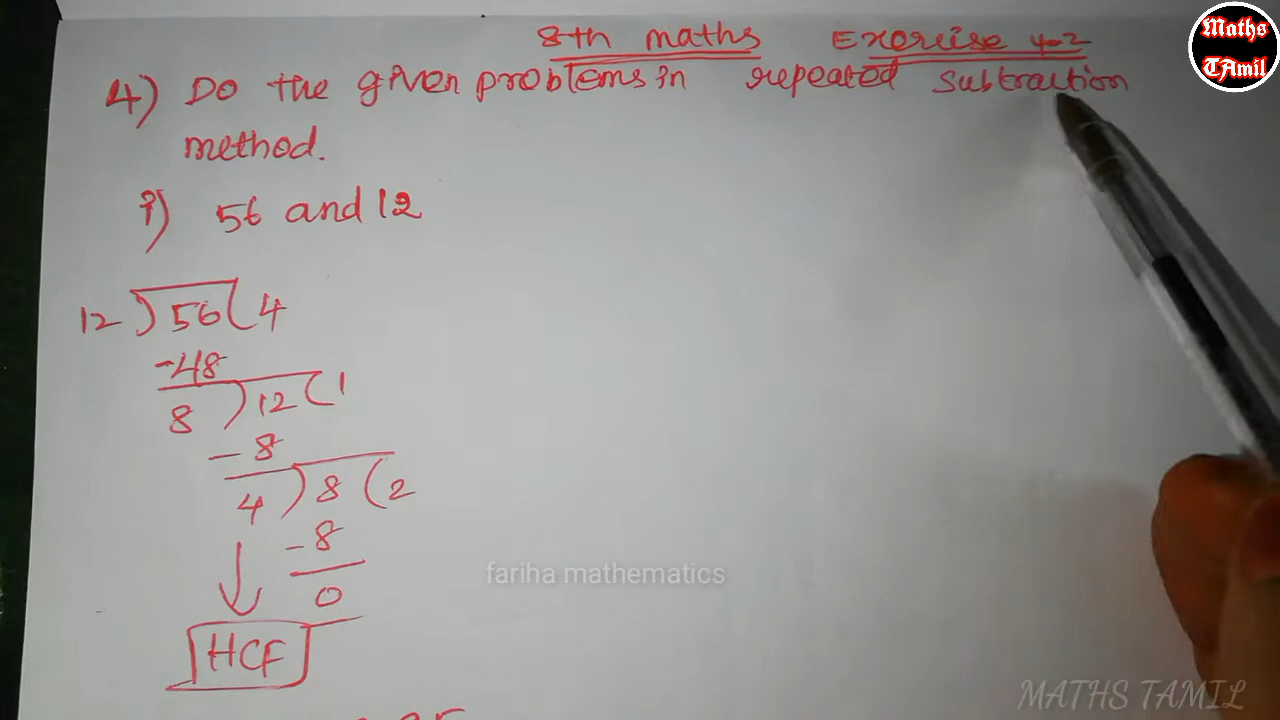 8th maths Exercise 4.2
Maths
TAmil
4) Do the given problems in repeated subtraction
method.
i) 56 and 12
12 ) 56 ( 4
-48
8 ) 12 ( 1
- 8
4 ) 8 ( 2
- 8
0
HCF
fariha mathematics
MATHS TAMIL